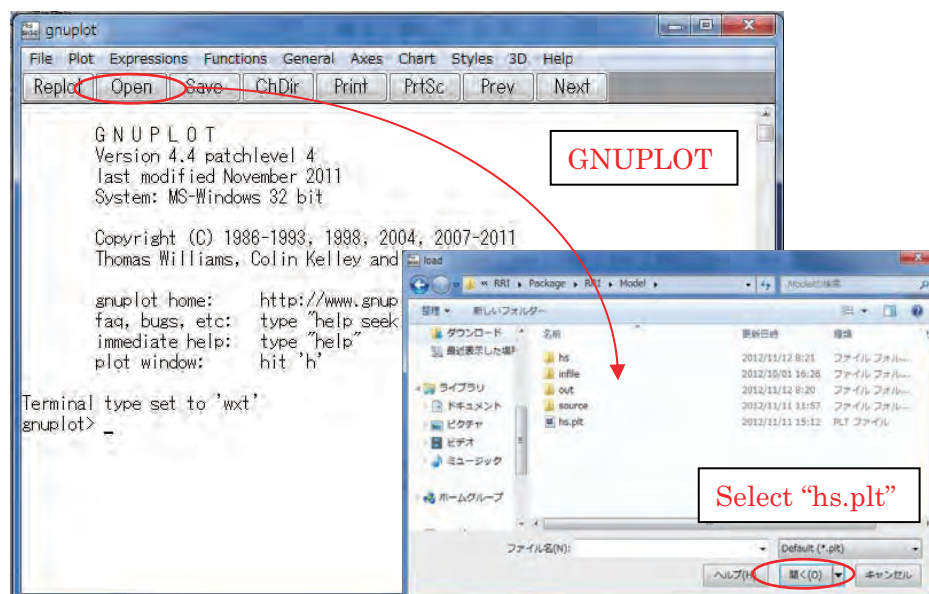 gnuplot
File Plot Expressions Functions General Axes Chart Styles 3D Help
Replot Open Save ChDir Print PrtSc Prev Next
G N U P L O T
Version 4.4 patchlevel 4
last modified November 2011
System: MS-Windows 32 bit
Copyright (C) 1986-1993, 1998, 2004, 2007-2011
Thomas Williams, Colin Kelley and
gnuplot home: http://www.gnup
faq, bugs, etc: type "help seek
immediate help: type "help"
plot window: hit 'h'
Terminal type set to 'wxt'
gnuplot>
GNUPLOT
load
« RRI Package RRI Model
Modelの検索
整理 新しいフォルダー
ダウンロード
最近表示した場所
ライブラリ
ドキュメント
ピクチャ
ビデオ
ミュージック
ホームグループ
名前 更新日時 種類
hs 2012/11/12 8:21 ファイル フォル...
infile 2012/10/01 16:26 ファイル フォル...
out 2012/11/12 8:20 ファイル フォル...
source 2012/11/11 11:57 ファイル フォル...
hs.plt 2012/11/11 15:12 PLT ファイル
Select “hs.plt”
ファイル名(N): Default (*.plt)
ヘルプ(H) 開く(O) キャンセル